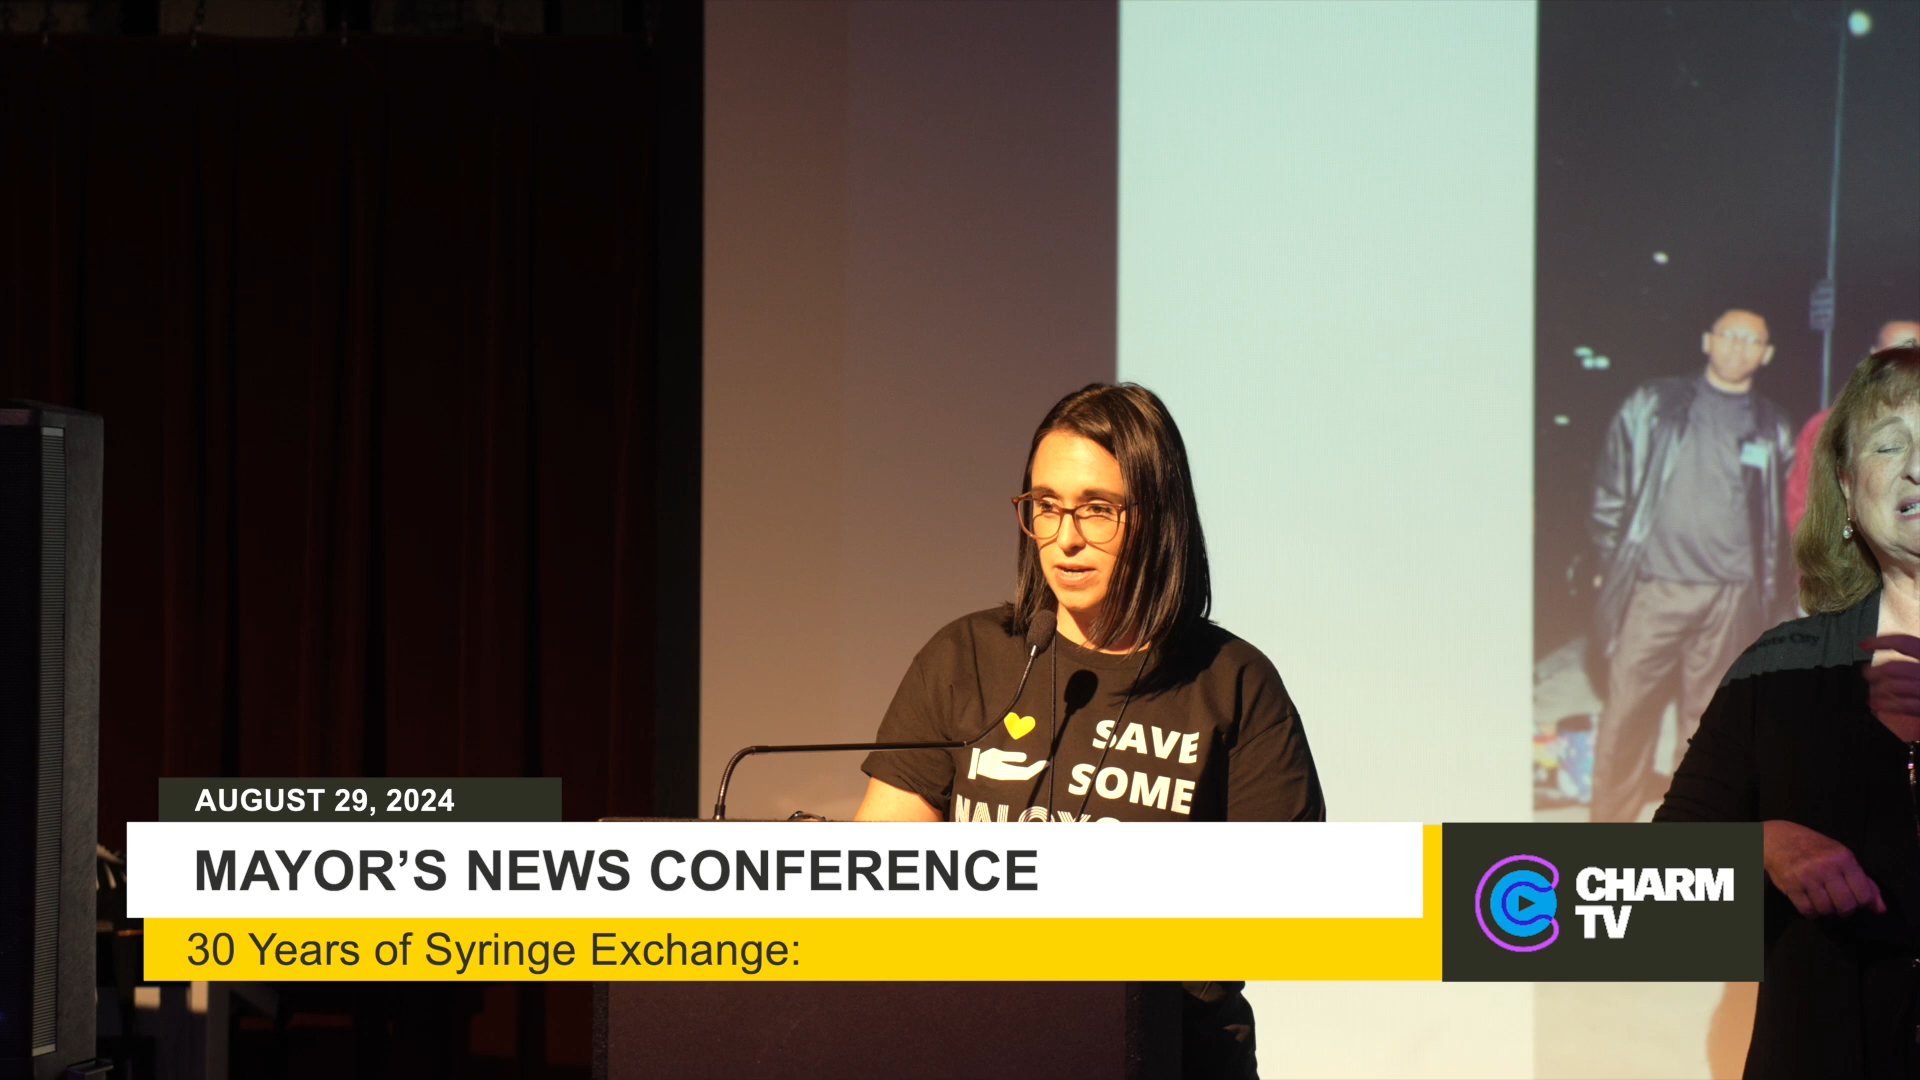 SAVE
SOME
AUGUST 29, 2024
MAYOR’S NEWS CONFERENCE
30 Years of Syringe Exchange:
CHARM
TV